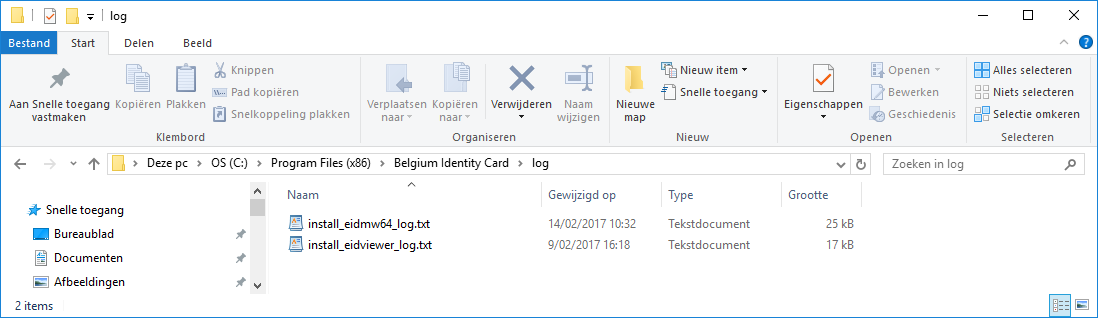 log
Bestand Start Delen Beeld
Aan Snelle toegang vastmaken
Kopiëren
Plakken
Knippen
Pad kopiëren
Snelkoppeling plakken
Klembord
Verplaatsen naar
Kopiëren naar
Verwijderen
Naam wijzigen
Organiseren
Nieuwe map
Nieuw item
Snelle toegang
Nieuw
Eigenschappen
Openen
Bewerken
Geschiedenis
Openen
Alles selecteren
Niets selecteren
Selectie omkeren
Selecteren
Deze pc OS (C:) Program Files (x86) Belgium Identity Card log
Zoeken in log
Snelle toegang
Bureaublad
Documenten
Afbeeldingen
Naam Gewijzigd op Type Grootte
install_eidmw64_log.txt 14/02/2017 10:32 Tekstdocument 25 kB
install_eidviewer_log.txt 9/02/2017 16:18 Tekstdocument 17 kB
2 items